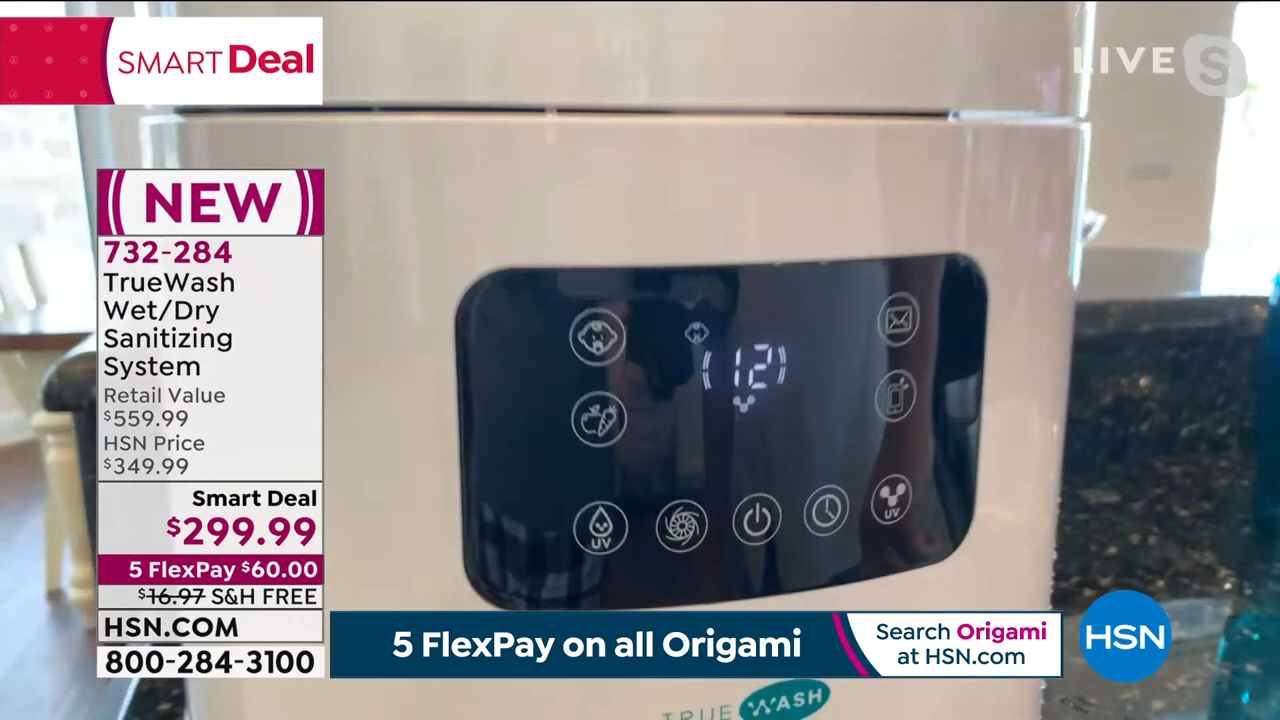 SMART Deal
LIVE S
(( NEW ))
732-284
TrueWash
Wet/Dry
Sanitizing
System
Retail Value
$559.99
HSN Price
$349.99
Smart Deal
$299.99
5 FlexPay $60.00
$16.97 S&H FREE
HSN.COM
800-284-3100
12
UV
UV
5 FlexPay on all Origami
Search Origami
at HSN.com
HSN
TRUE WASH